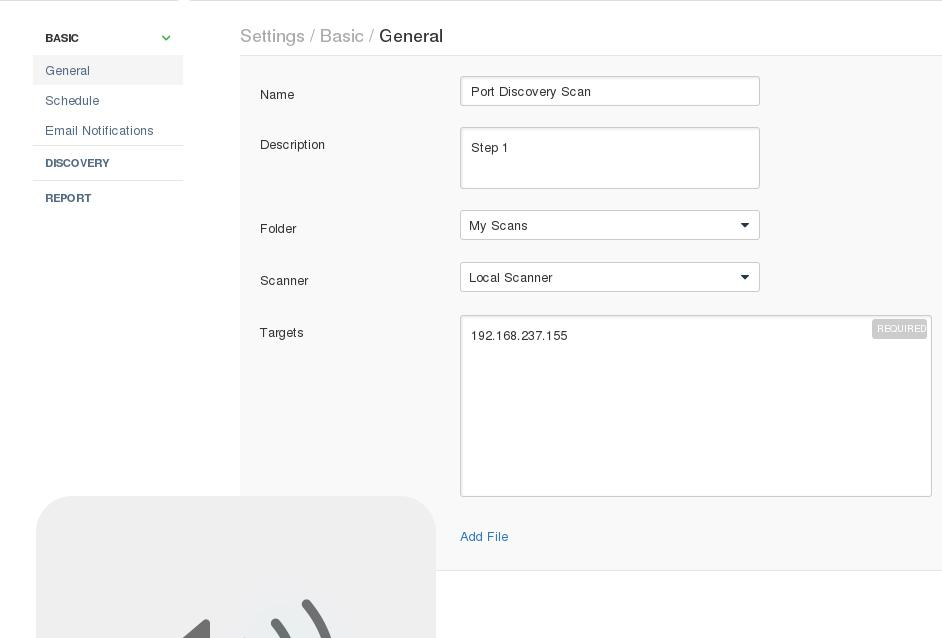 BASIC
General
Schedule
Email Notifications
DISCOVERY
REPORT
Settings / Basic / General
Name
Port Discovery Scan
Description
Step 1
Folder
My Scans
Scanner
Local Scanner
Targets
192.168.237.155
REQUIRED
Add File